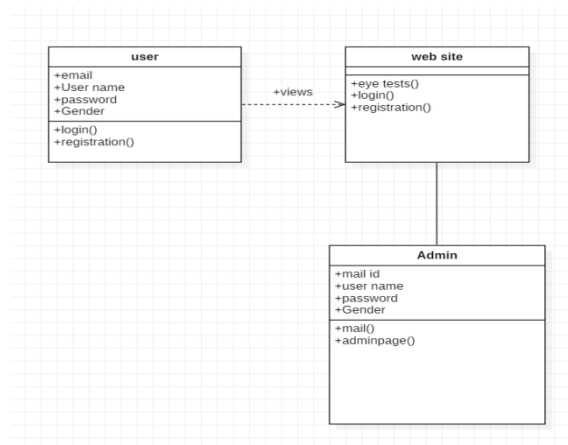 user
+email
+User name
+password
+Gender
+login()
+registration()
+views
web site
+eye tests()
+login()
+registration()
Admin
+mail id
+user name
+password
+Gender
+mail()
+adminpage()